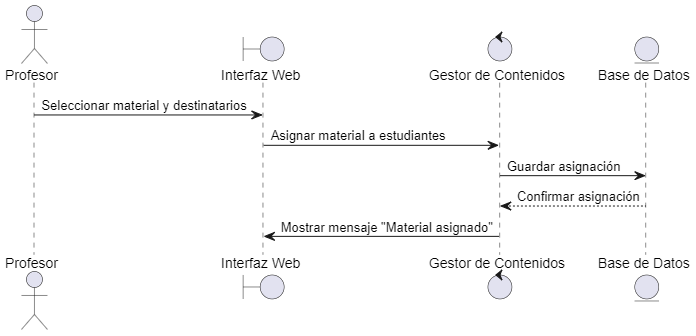 Profesor
Interfaz Web
Gestor de Contenidos
Base de Datos
Seleccionar material y destinatarios
Asignar material a estudiantes
Guardar asignación
Confirmar asignación
Mostrar mensaje "Material asignado"
Profesor
Interfaz Web
Gestor de Contenidos
Base de Datos